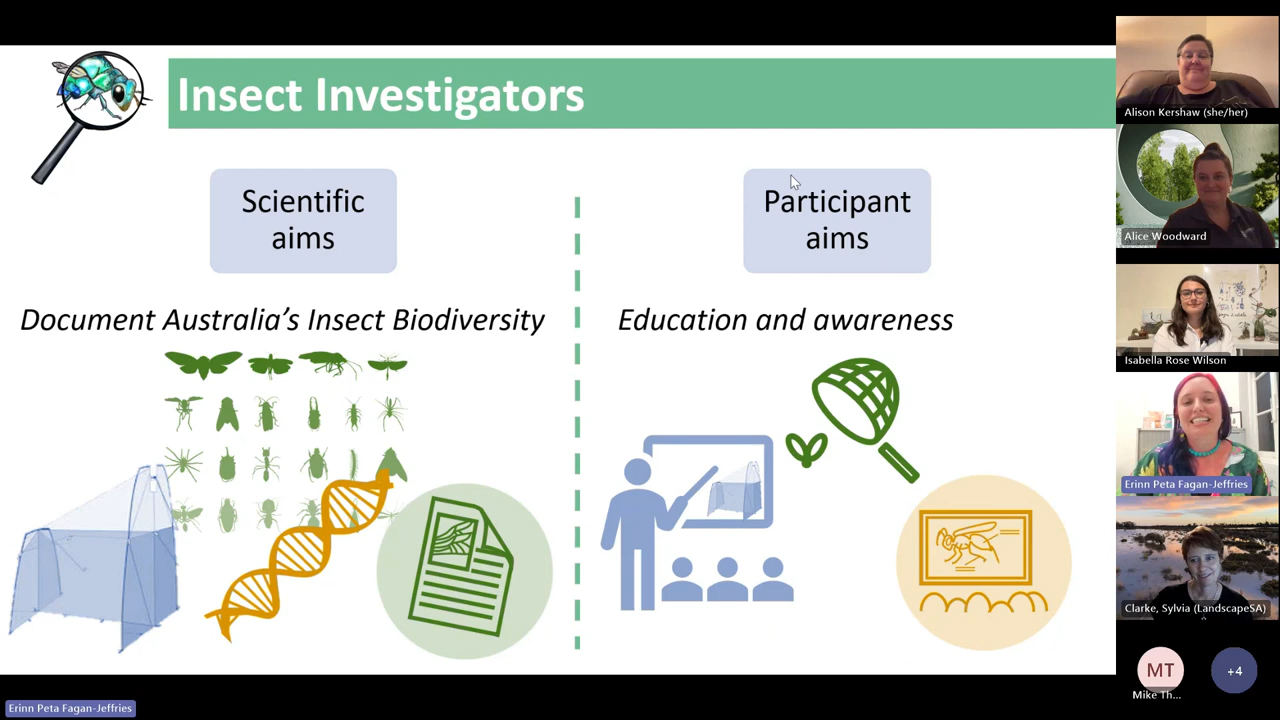 Insect Investigators
Scientific
aims
Participant
aims
Document Australia's Insect Biodiversity
Education and awareness
Alison Kershaw (she/her)
Alice Woodward
Isabella Rose Wilson
Erinn Peta Fagan-Jeffries
Clarke, Sylvia (LandscapeSA)
MT
+4
Mike Th...
Erinn Peta Fagan-Jeffries